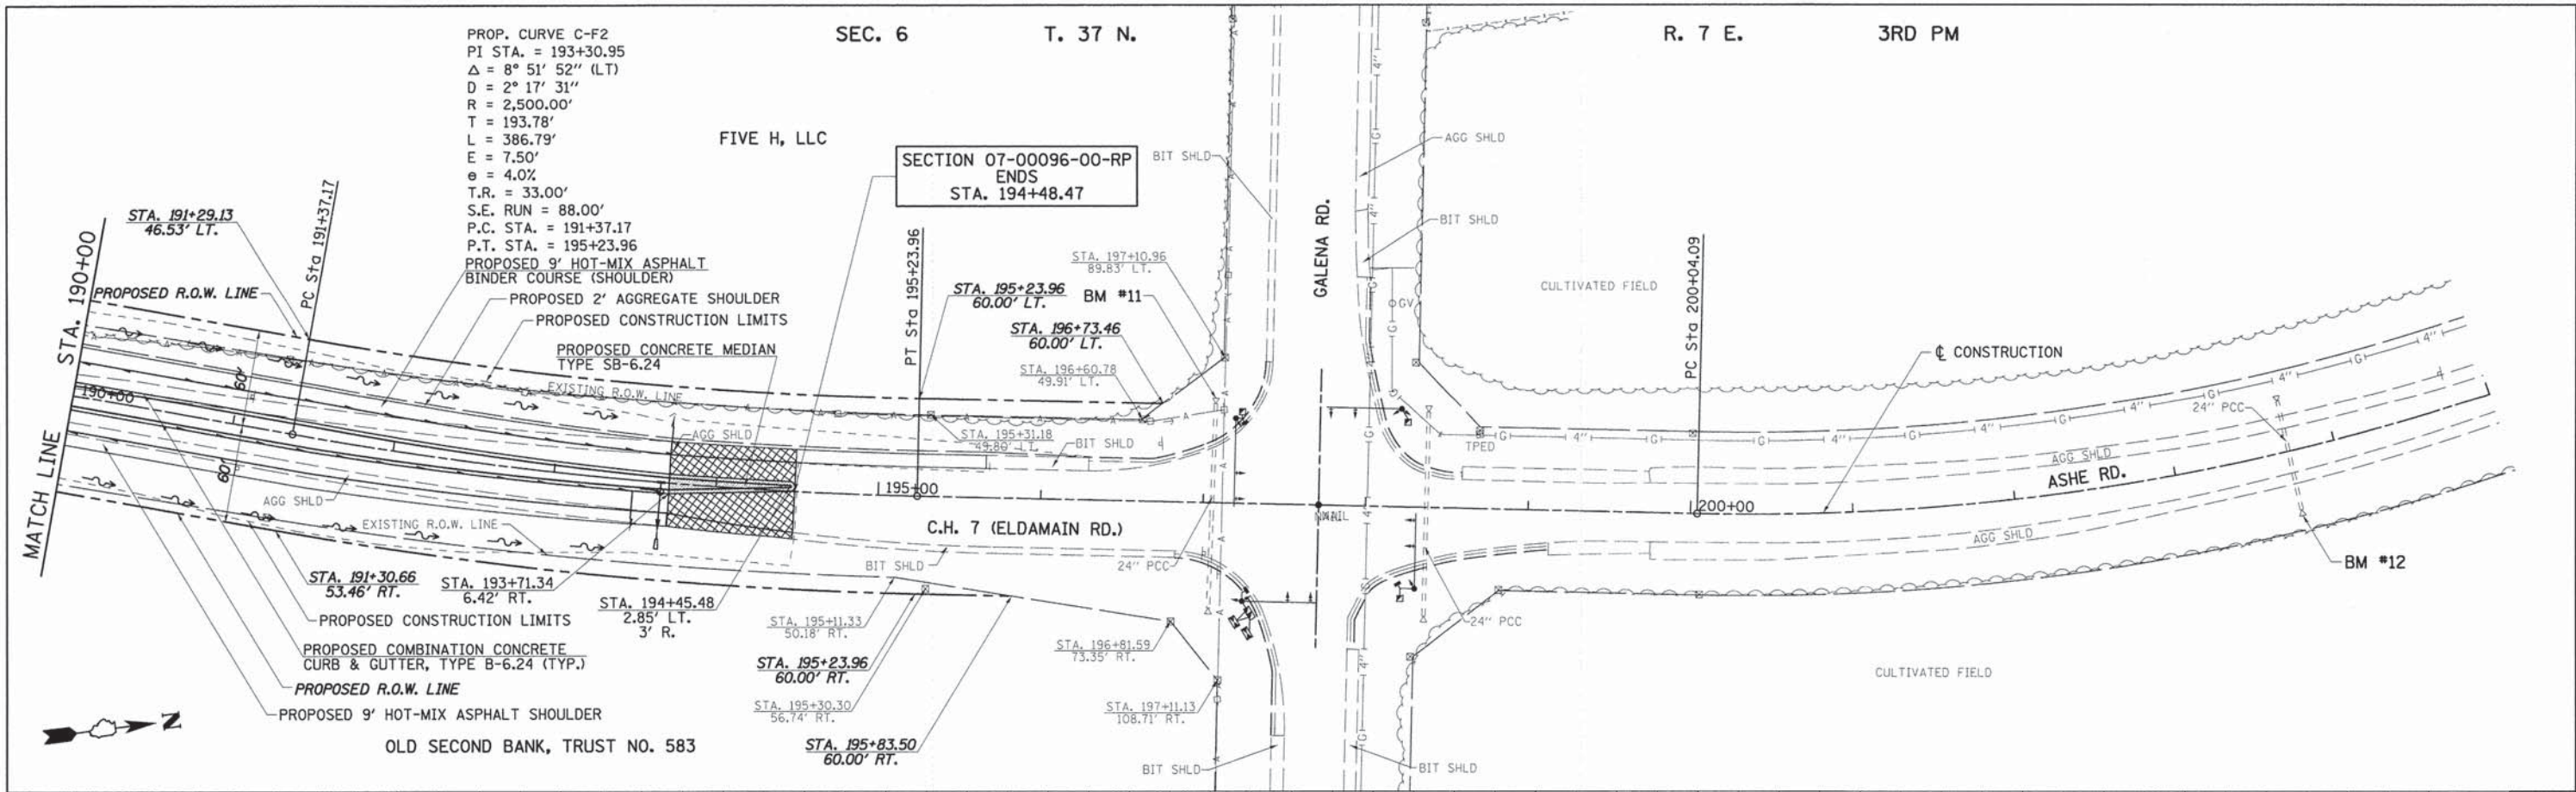 SEC. 6
T. 37 N.
R. 7 E.
3RD PM
PROP. CURVE C-F2
PI STA. = 193+30.95
Δ = 8° 51' 52" (LT)
D = 2° 17' 31"
R = 2,500.00'
T = 193.78'
L = 386.79'
E = 7.50'
e = 4.0%
T.R. = 33.00'
S.E. RUN = 88.00'
P.C. STA. = 191+37.17
P.T. STA. = 195+23.96
PROPOSED 9' HOT-MIX ASPHALT
BINDER COURSE (SHOULDER)
PROPOSED 2' AGGREGATE SHOULDER
PROPOSED CONSTRUCTION LIMITS
PROPOSED CONCRETE MEDIAN
TYPE SB-6.24
FIVE H, LLC
SECTION 07-00096-00-RP
ENDS
STA. 194+48.47
STA. 191+29.13
46.53' LT.
PC Sta 191+37.17
STA. 190+00
MATCH LINE
PROPOSED R.O.W. LINE
60'
60'
190+00
EXISTING R.O.W. LINE
AGG SHLD
AGG SHLD
EXISTING R.O.W. LINE
PT Sta 195+23.96
STA. 195+23.96
60.00' LT.
STA. 197+10.96
89.83' LT.
BM #11
STA. 196+73.46
60.00' LT.
STA. 196+60.78
49.91' LT.
STA. 195+31.18
49.80' LT.
BIT SHLD
BIT SHLD
AGG SHLD
BIT SHLD
GALENA RD.
GV
CULTIVATED FIELD
PC Sta 200+04.09
℄ CONSTRUCTION
TPED
G
4"
G
4"
G
4"
G
4"
G
4"
G
4"
24" PCC
AGG SHLD
ASHE RD.
AGG SHLD
BM #12
195+00
200+00
C.H. 7 (ELDAMAIN RD.)
BIT SHLD
24" PCC
24" PCC
STA. 191+30.66
53.46' RT.
STA. 193+71.34
6.42' RT.
STA. 194+45.48
2.85' LT.
3' R.
STA. 195+11.33
50.18' RT.
STA. 195+23.96
60.00' RT.
STA. 195+30.30
56.74' RT.
STA. 195+83.50
60.00' RT.
STA. 196+81.59
73.35' RT.
STA. 197+11.13
108.71' RT.
PROPOSED CONSTRUCTION LIMITS
PROPOSED COMBINATION CONCRETE
CURB & GUTTER, TYPE B-6.24 (TYP.)
PROPOSED R.O.W. LINE
PROPOSED 9' HOT-MIX ASPHALT SHOULDER
OLD SECOND BANK, TRUST NO. 583
N
BIT SHLD
BIT SHLD
CULTIVATED FIELD